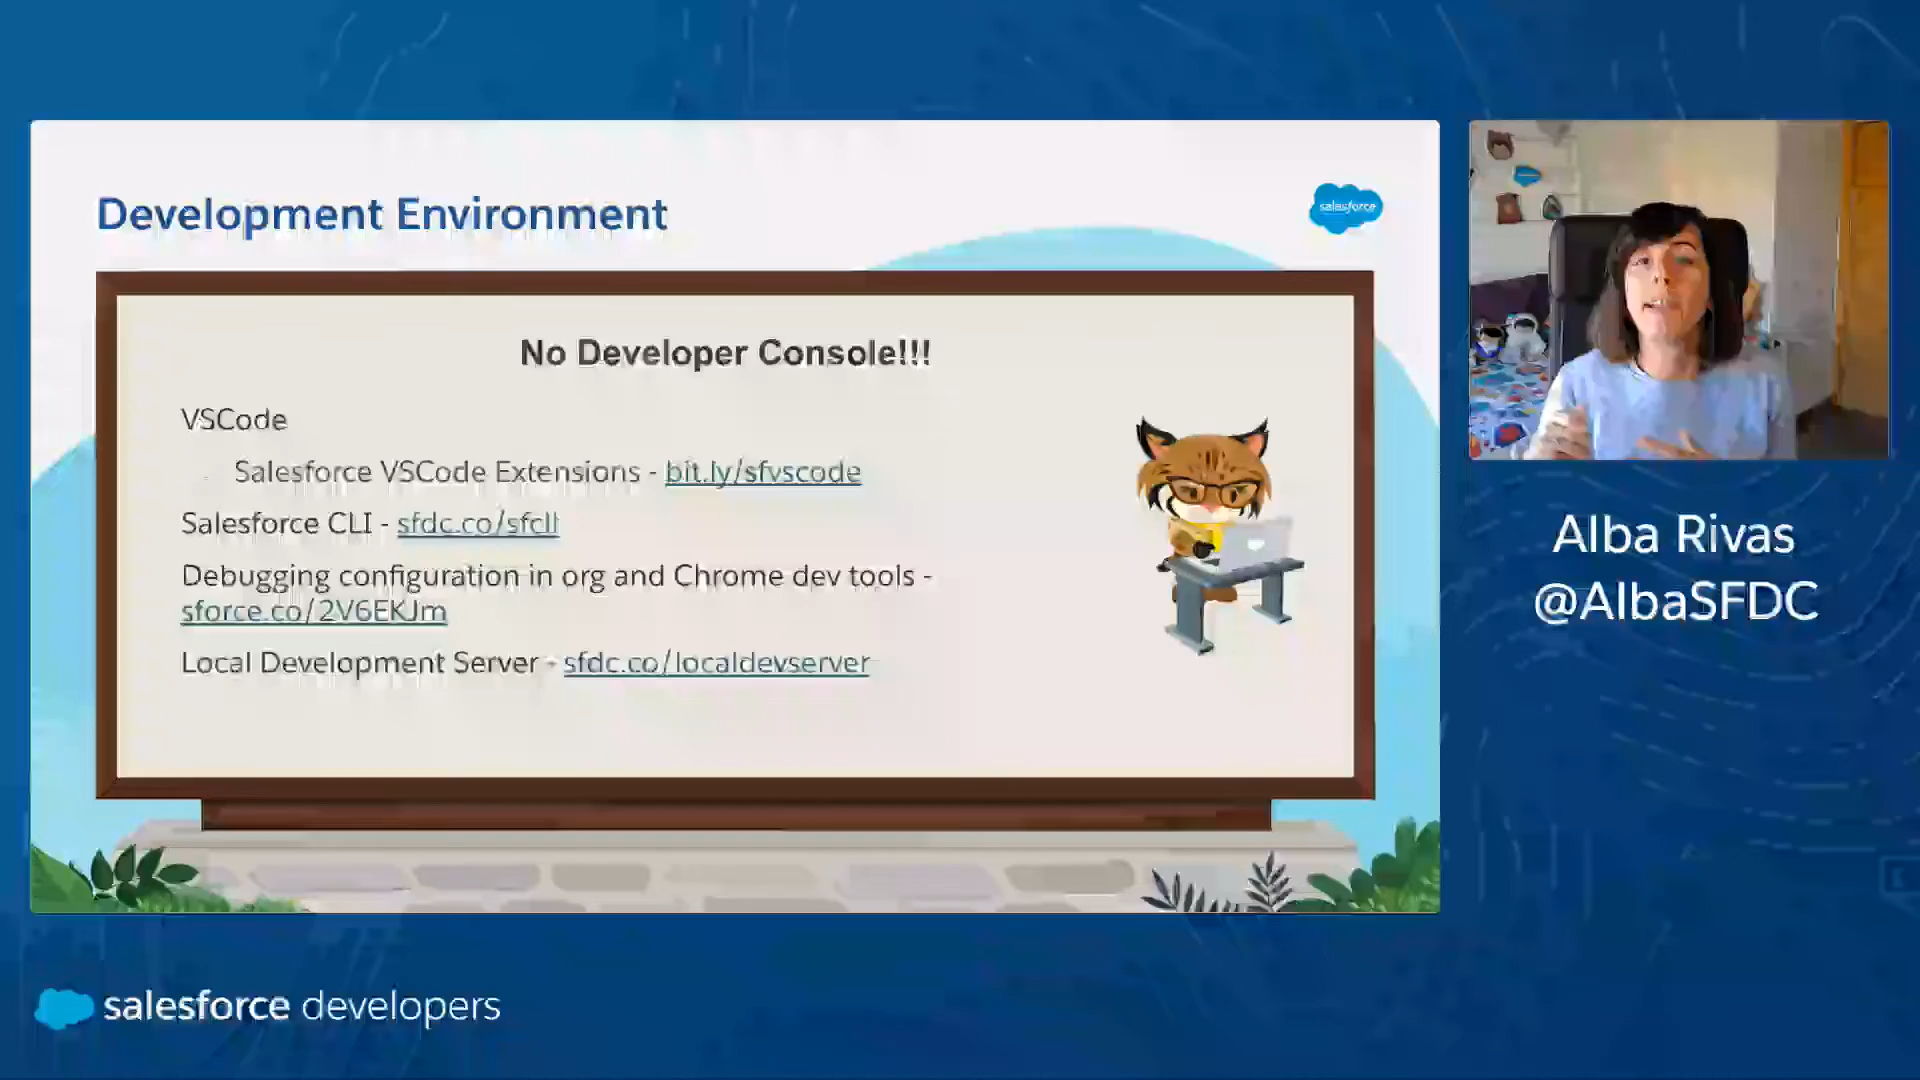 Development Environment
salesforce
No Developer Console!!!
VSCode
Salesforce VSCode Extensions - bit.ly/sfvscode
Salesforce CLI - sfdc.co/sfcli
Debugging configuration in org and Chrome dev tools -
sforce.co/2V6EKJm
Local Development Server - sfdc.co/localdevserver
Alba Rivas
@AlbaSFDC
salesforce developers